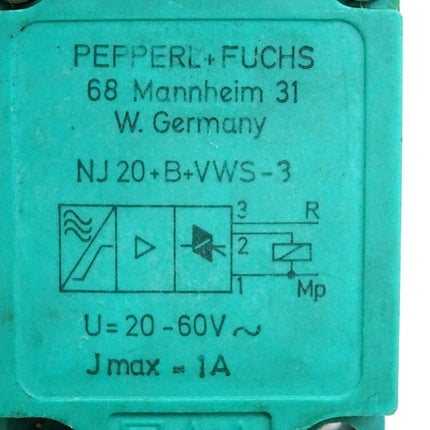 PEPPERL+FUCHS
68 Mannheim 31
W. Germany
NJ 20+B+VWS-3
3 R
2
1 Mp
U = 20-60V~
Jmax = 1A